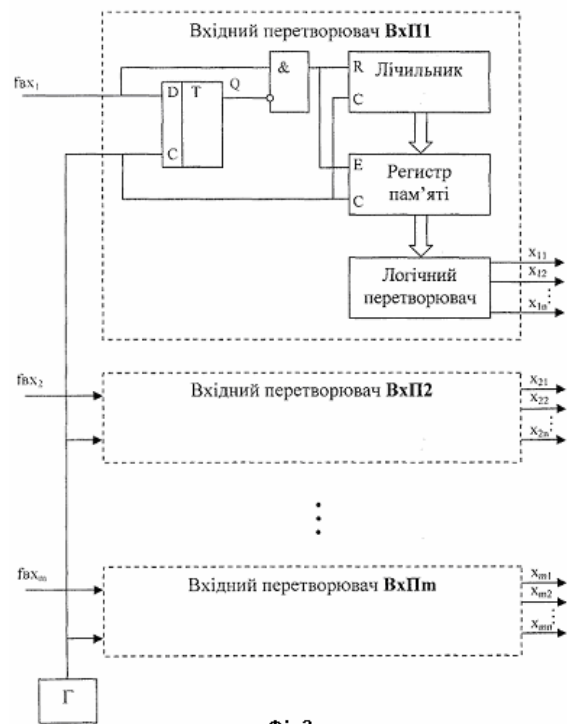 Вхідний перетворювач ВхП1
fвх₁
D T Q
C
&
R Лічильник
C
E Регистр
C пам’яті
Логічний
перетворювач
x₁₁
x₁₂
x₁ₙ
fвх₂
Вхідний перетворювач ВхП2
x₂₁
x₂₂
x₂ₙ
fвхₘ
Вхідний перетворювач ВхПm
xₘ₁
xₘ₂
xₘₙ
Г